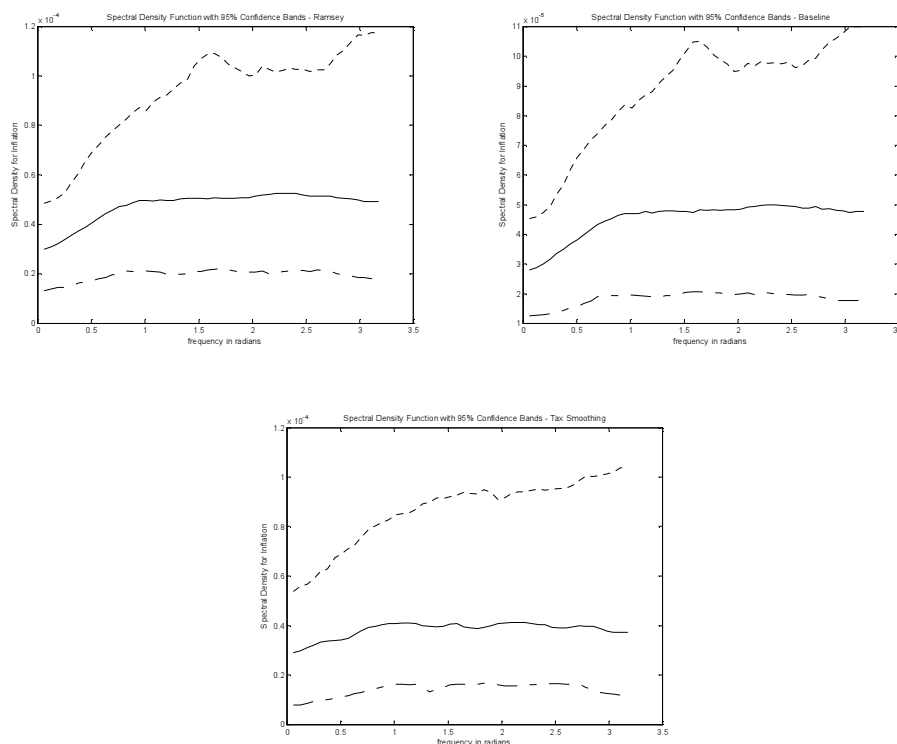 Spectral Density Function with 95% Confidence Bands - Ramsey
x 10⁻⁴
1.2
1
0.8
0.6
0.4
0.2
0
Spectral Density for Inflation
0 0.5 1 1.5 2 2.5 3 3.5
frequency in radians
Spectral Density Function with 95% Confidence Bands - Baseline
x 10⁻⁵
11
10
9
8
7
6
5
4
3
2
1
Spectral Density for Inflation
0 0.5 1 1.5 2 2.5 3 3.5
frequency in radians
Spectral Density Function with 95% Confidence Bands - Tax Smoothing
x 10⁻⁴
1.2
1
0.8
0.6
0.4
0.2
0
Spectral Density for Inflation
0 0.5 1 1.5 2 2.5 3 3.5
frequency in radians